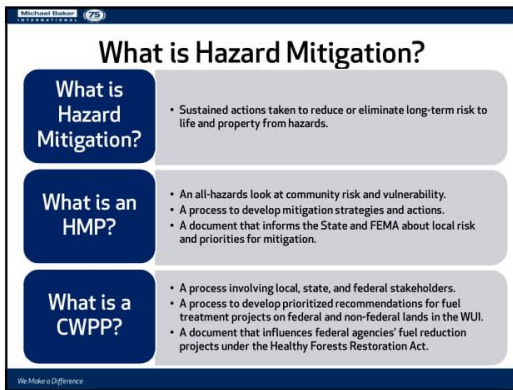 Michael Baker 75
INTERNATIONAL
What is Hazard Mitigation?
What is
Hazard
Mitigation?
• Sustained actions taken to reduce or eliminate long-term risk to
life and property from hazards.
What is an
HMP?
• An all-hazards look at community risk and vulnerability.
• A process to develop mitigation strategies and actions.
• A document that informs the State and FEMA about local risk
and priorities for mitigation.
What is a
CWPP?
• A process involving local, state, and federal stakeholders.
• A process to develop prioritized recommendations for fuel
treatment projects on federal and non-federal lands in the WUI.
• A document that influences federal agencies' fuel reduction
projects under the Healthy Forests Restoration Act.
We Make a Difference